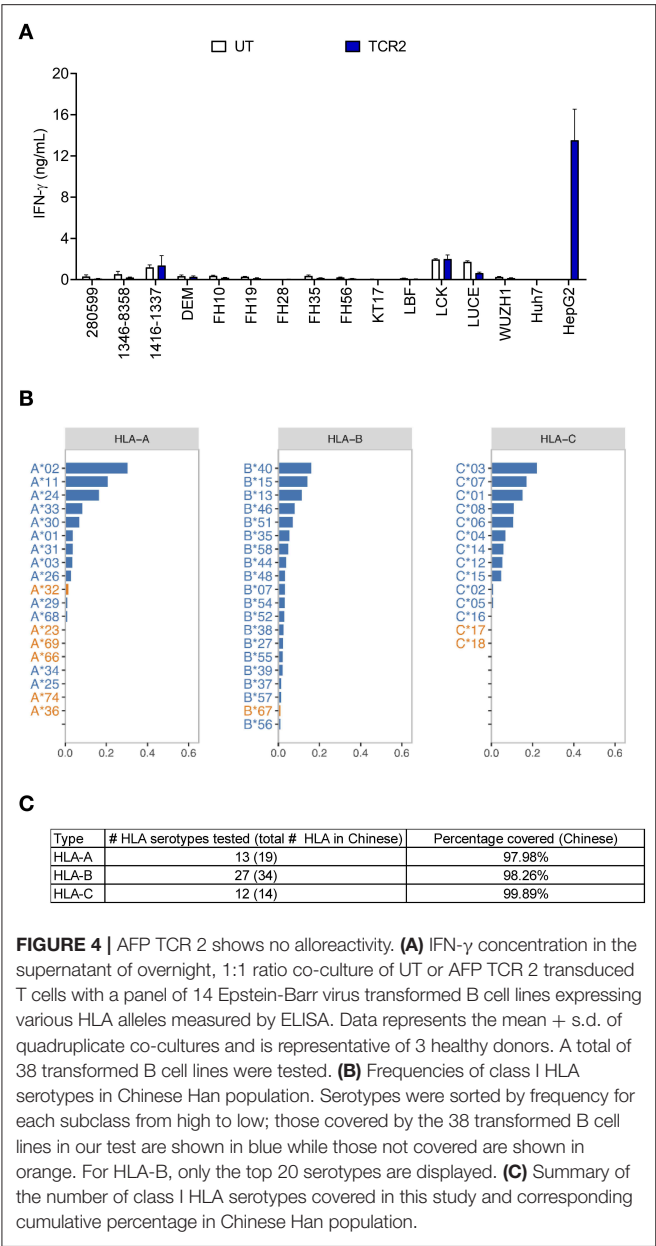 A
UT TCR2
20
16
12
8
4
0
IFN-γ (ng/mL)
280599
1346-8358
1416-1337
DEM
FH10
FH19
FH28
FH35
FH56
KT17
LBF
LCK
LUCE
WUZH1
Huh7
HepG2
B
HLA−A
A*02
A*11
A*24
A*33
A*30
A*01
A*31
A*03
A*26
A*32
A*29
A*68
A*23
A*69
A*66
A*34
A*25
A*74
A*36
0.0 0.2 0.4 0.6
HLA−B
B*40
B*15
B*13
B*46
B*51
B*35
B*58
B*44
B*48
B*07
B*54
B*52
B*38
B*27
B*55
B*39
B*37
B*57
B*67
B*56
0.0 0.2 0.4 0.6
HLA−C
C*03
C*07
C*01
C*08
C*06
C*04
C*14
C*12
C*15
C*02
C*05
C*16
C*17
C*18
0.0 0.2 0.4 0.6
C
Type # HLA serotypes tested (total # HLA in Chinese) Percentage covered (Chinese)
HLA-A 13 (19) 97.98%
HLA-B 27 (34) 98.26%
HLA-C 12 (14) 99.89%
FIGURE 4 | AFP TCR 2 shows no alloreactivity. (A) IFN-γ concentration in the
supernatant of overnight, 1:1 ratio co-culture of UT or AFP TCR 2 transduced
T cells with a panel of 14 Epstein-Barr virus transformed B cell lines expressing
various HLA alleles measured by ELISA. Data represents the mean + s.d. of
quadruplicate co-cultures and is representative of 3 healthy donors. A total of
38 transformed B cell lines were tested. (B) Frequencies of class I HLA
serotypes in Chinese Han population. Serotypes were sorted by frequency for
each subclass from high to low; those covered by the 38 transformed B cell
lines in our test are shown in blue while those not covered are shown in
orange. For HLA-B, only the top 20 serotypes are displayed. (C) Summary of
the number of class I HLA serotypes covered in this study and corresponding
cumulative percentage in Chinese Han population.